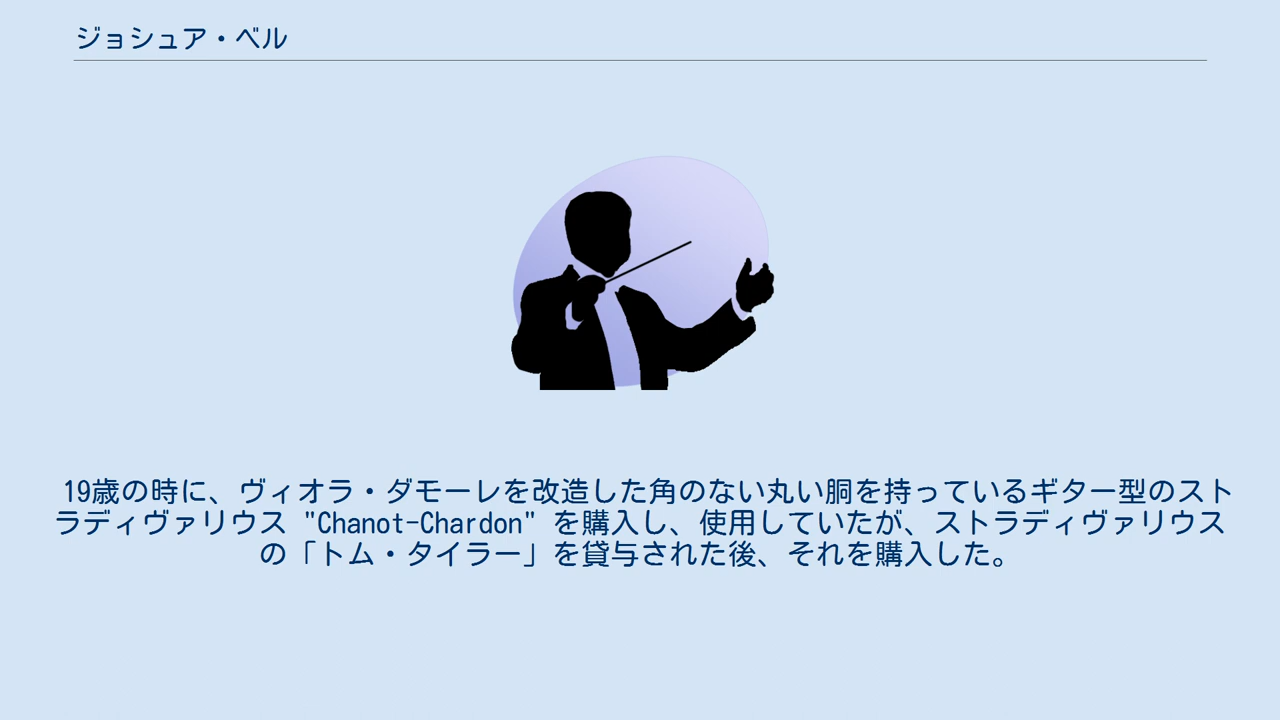 ジョシュア・ベル
19歳の時に、ヴィオラ・ダモーレを改造した角のない丸い胴を持っているギター型のスト
ラディヴァリウス "Chanot-Chardon" を購入し、使用していたが、ストラディヴァリウス
の「トム・タイラー」を貸与された後、それを購入した。